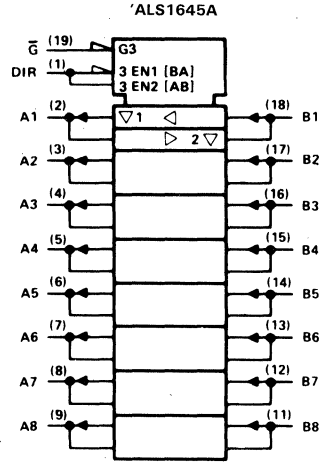 'ALS1645A
G (19) G3
DIR (1) 3 EN1 [BA]
3 EN2 [AB]
A1 (2) ▽ 1 ◁ (18) B1
▷ 2 ▽
A2 (3) (17) B2
A3 (4) (16) B3
A4 (5) (15) B4
A5 (6) (14) B5
A6 (7) (13) B6
A7 (8) (12) B7
A8 (9) (11) B8